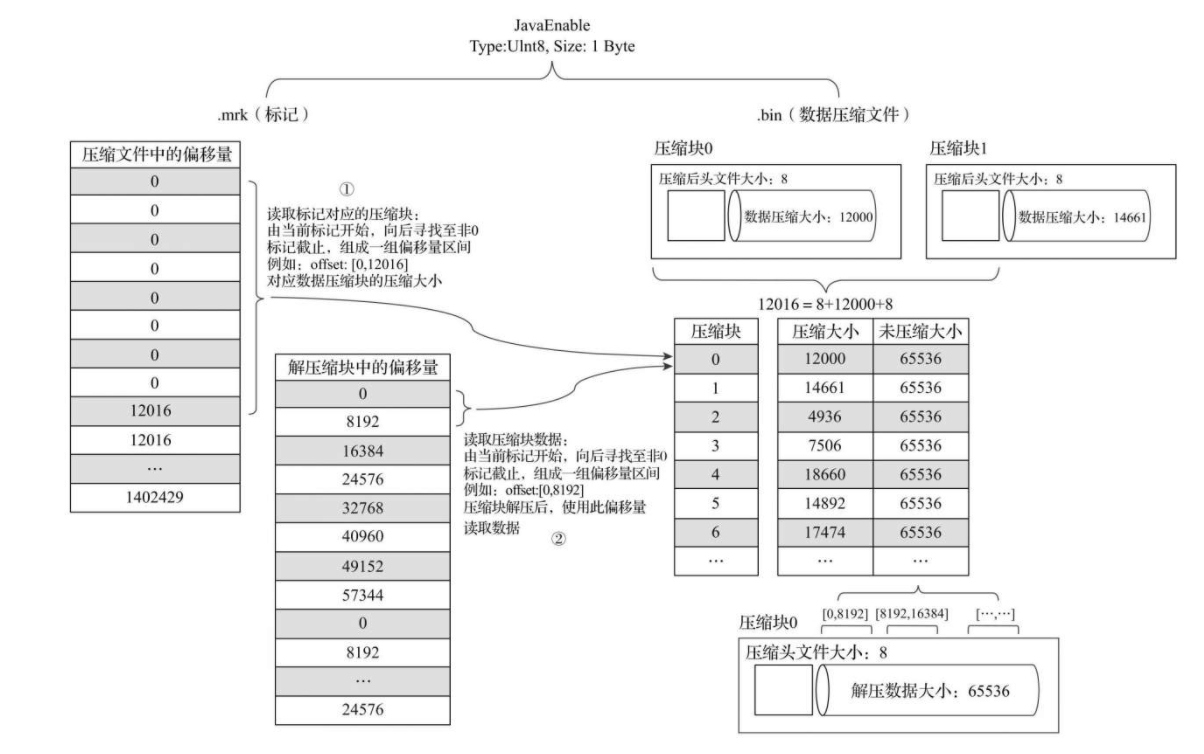 JavaEnable
Type:UInt8, Size: 1 Byte
.mrk（标记）
压缩文件中的偏移量
0
0
0
0
0
0
0
0
12016
12016
…
1402429
①
读取标记对应的压缩块：
由当前标记开始，向后寻找至非0
标记截止，组成一组偏移量区间
例如：offset: [0,12016]
对应数据压缩块的压缩大小
解压缩块中的偏移量
0
8192
16384
24576
32768
40960
49152
57344
0
8192
…
24576
读取压缩块数据：
由当前标记开始，向后寻找至非0
标记截止，组成一组偏移量区间
例如：offset:[0,8192]
压缩块解压后，使用此偏移量
读取数据
②
.bin（数据压缩文件）
压缩块0
压缩后头文件大小：8
数据压缩大小：12000
压缩块1
压缩后头文件大小：8
数据压缩大小：14661
12016＝8+12000+8
压缩块 压缩大小 未压缩大小
0 12000 65536
1 14661 65536
2 4936 65536
3 7506 65536
4 18660 65536
5 14892 65536
6 17474 65536
… … …
[0,8192] [8192,16384] […,…]
压缩块0
压缩头文件大小：8
解压数据大小：65536